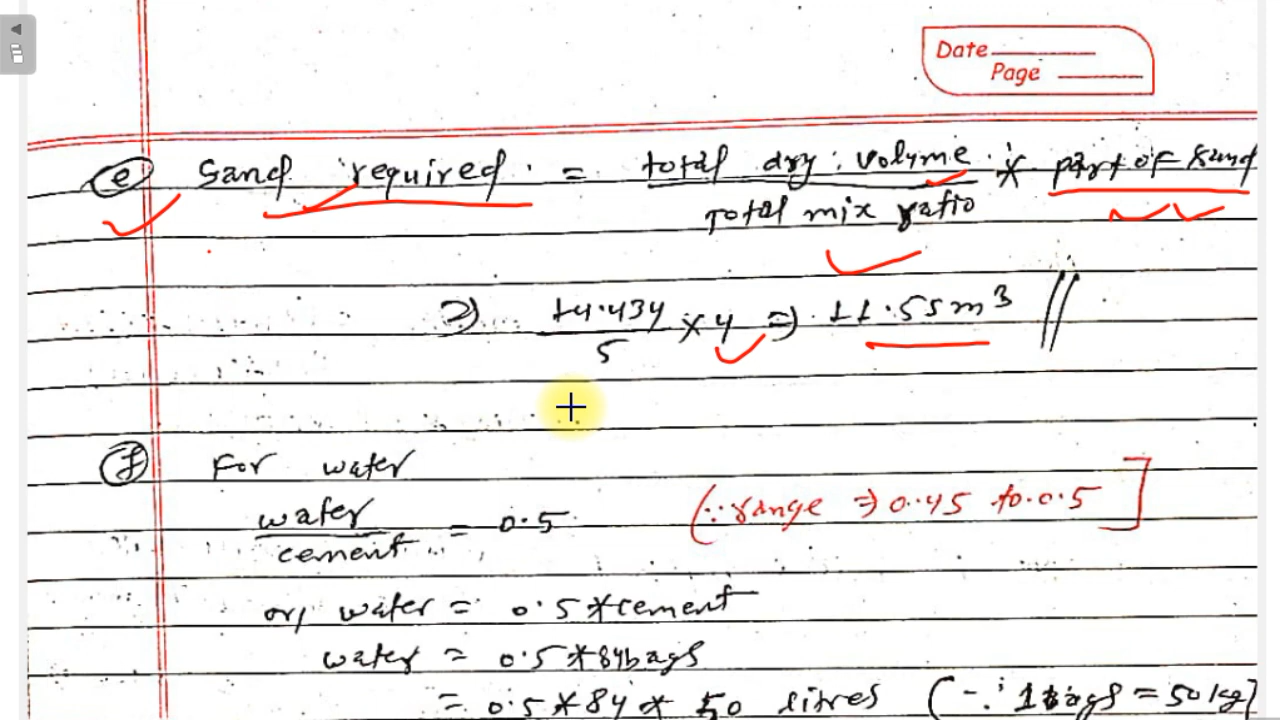 Date
Page
(e) Sand required = total dry volume * part of sand
Total mix ratio
=) 14.434 × 4 =) 11.55 m³ //
5
(f) For water
water = 0.5 (∵ range => 0.45 to 0.5]
cement
or, water = 0.5 * cement
water = 0.5 * 84 bags
= 0.5 * 84 * 50 litres (∵ 1 bags = 50 kg)